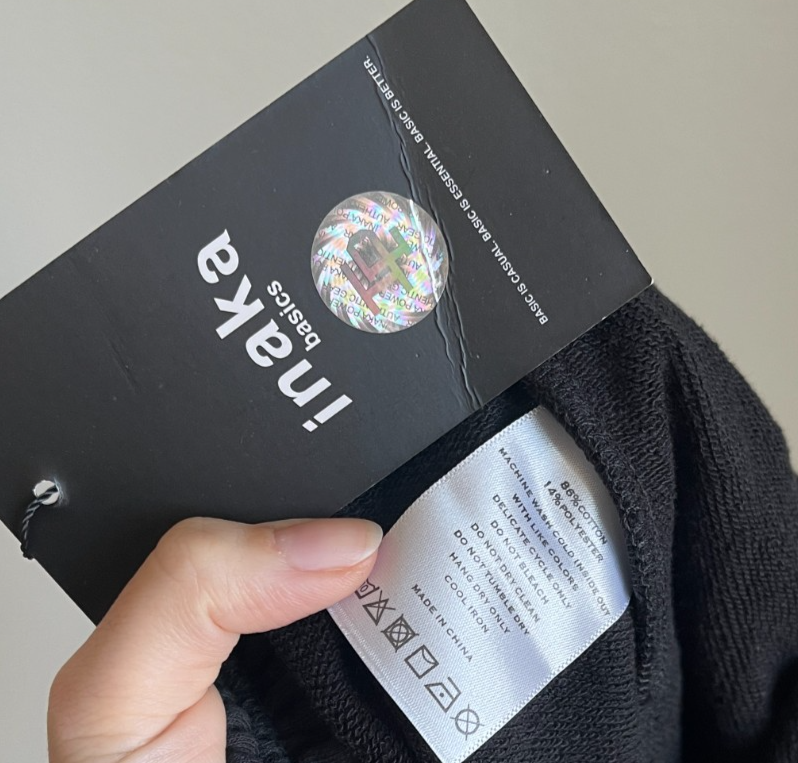 inaka
basics
BASIC IS CASUAL. BASIC IS ESSENTIAL. BASIC IS BETTER.
86%COTTON
14%POLYESTER
MACHINE WASH COLD INSIDE OUT
WITH LIKE COLORS
DELICATE CYCLE ONLY
DO NOT BLEACH
DO NOT DRY CLEAN
DO NOT TUMBLE DRY
HANG DRY ONLY
COOL IRON
MADE IN CHINA